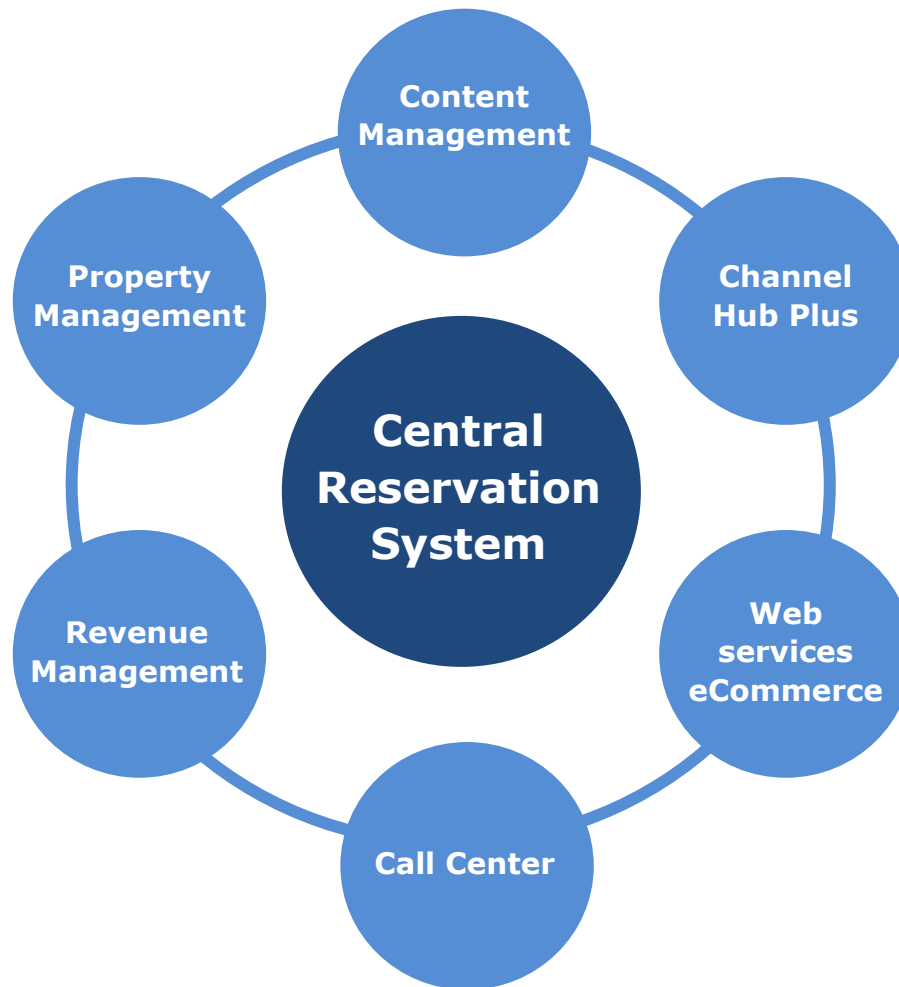 Content
Management
Channel
Hub Plus
Web
services
eCommerce
Call Center
Revenue
Management
Property
Management
Central
Reservation
System